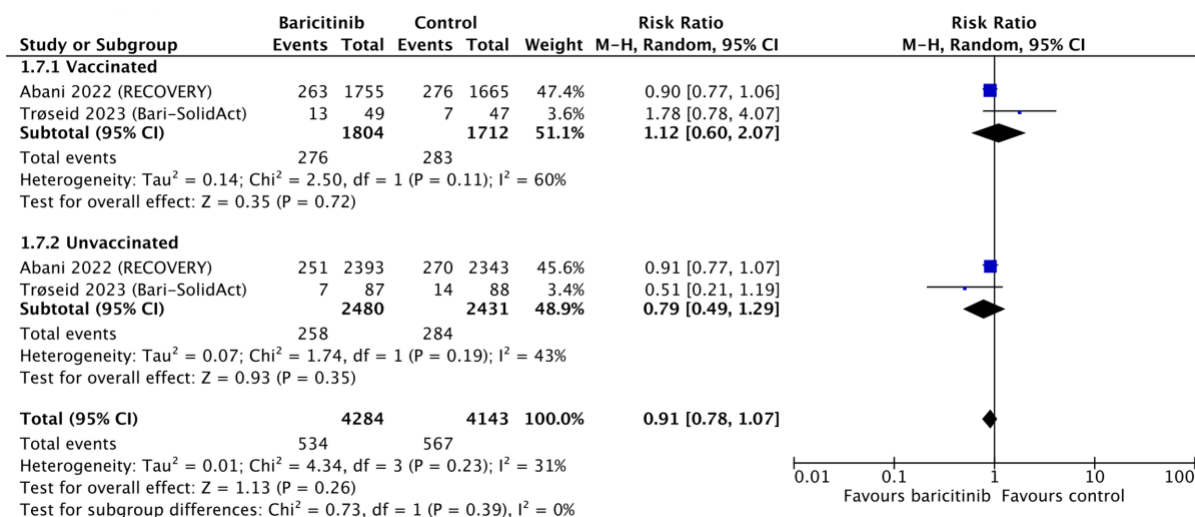 Baricitinib Control Risk Ratio Risk Ratio
Study or Subgroup Events Total Events Total Weight M-H, Random, 95% CI M-H, Random, 95% CI
1.7.1 Vaccinated
Abani 2022 (RECOVERY) 263 1755 276 1665 47.4% 0.90 [0.77, 1.06]
Trøseid 2023 (Bari-SolidAct) 13 49 7 47 3.6% 1.78 [0.78, 4.07]
Subtotal (95% CI) 1804 1712 51.1% 1.12 [0.60, 2.07]
Total events 276 283
Heterogeneity: Tau² = 0.14; Chi² = 2.50, df = 1 (P = 0.11); I² = 60%
Test for overall effect: Z = 0.35 (P = 0.72)
1.7.2 Unvaccinated
Abani 2022 (RECOVERY) 251 2393 270 2343 45.6% 0.91 [0.77, 1.07]
Trøseid 2023 (Bari-SolidAct) 7 87 14 88 3.4% 0.51 [0.21, 1.19]
Subtotal (95% CI) 2480 2431 48.9% 0.79 [0.49, 1.29]
Total events 258 284
Heterogeneity: Tau² = 0.07; Chi² = 1.74, df = 1 (P = 0.19); I² = 43%
Test for overall effect: Z = 0.93 (P = 0.35)
Total (95% CI) 4284 4143 100.0% 0.91 [0.78, 1.07]
Total events 534 567
Heterogeneity: Tau² = 0.01; Chi² = 4.34, df = 3 (P = 0.23); I² = 31%
Test for overall effect: Z = 1.13 (P = 0.26)
Test for subgroup differences: Chi² = 0.73, df = 1 (P = 0.39), I² = 0%
0.01 0.1 1 10 100
Favours baricitinib Favours control